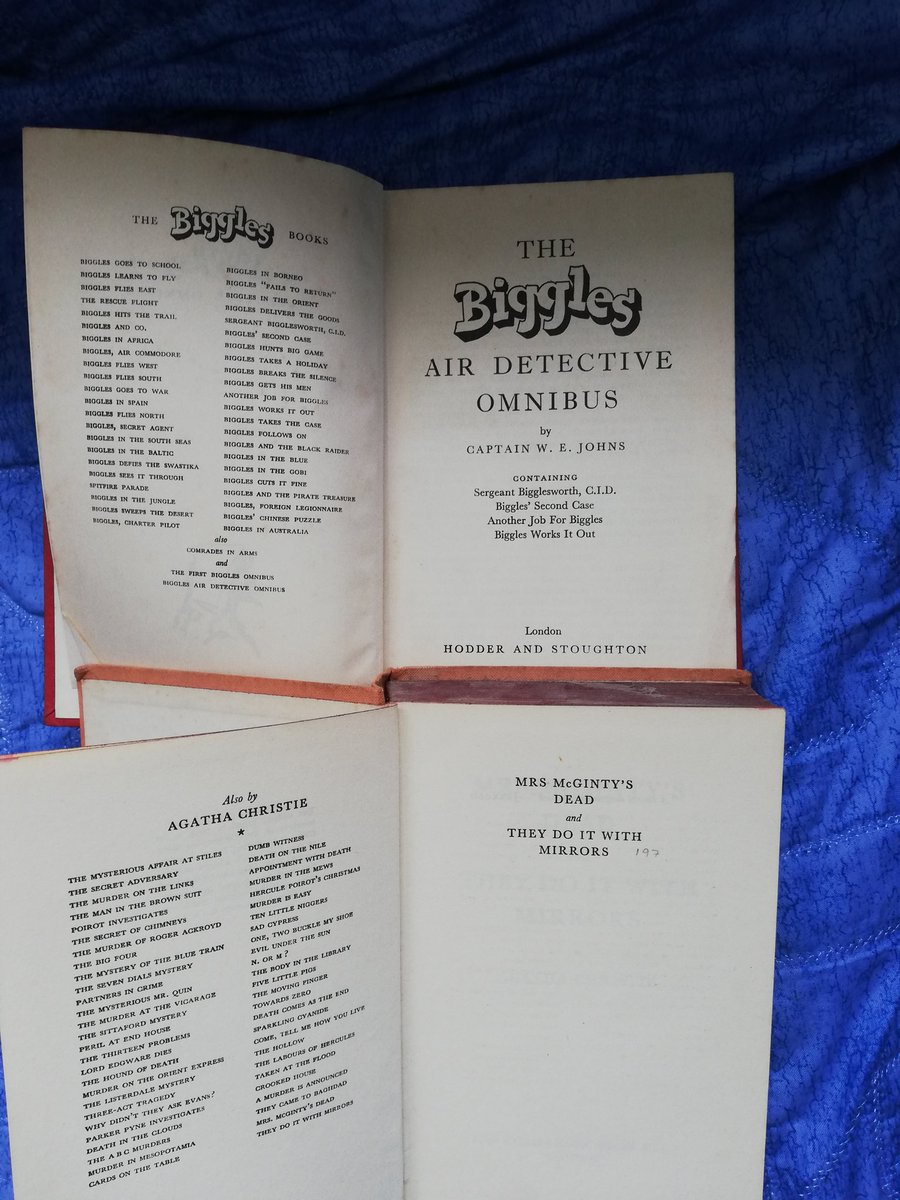 THE Biggles BOOKS
BIGGLES GOES TO SCHOOL
BIGGLES LEARNS TO FLY
BIGGLES FLIES EAST
THE RESCUE FLIGHT
BIGGLES HITS THE TRAIL
BIGGLES AND CO.
BIGGLES IN AFRICA
BIGGLES, AIR COMMODORE
BIGGLES FLIES WEST
BIGGLES FLIES SOUTH
BIGGLES GOES TO WAR
BIGGLES IN SPAIN
BIGGLES FLIES NORTH
BIGGLES, SECRET AGENT
BIGGLES IN THE SOUTH SEAS
BIGGLES IN THE BALTIC
BIGGLES DEFIES THE SWASTIKA
BIGGLES SEES IT THROUGH
SPITFIRE PARADE
BIGGLES IN THE JUNGLE
BIGGLES SWEEPS THE DESERT
BIGGLES, CHARTER PILOT
BIGGLES IN BORNEO
BIGGLES "FAILS TO RETURN"
BIGGLES IN THE ORIENT
BIGGLES DELIVERS THE GOODS
SERGEANT BIGGLESWORTH, C.I.D.
BIGGLES' SECOND CASE
BIGGLES HUNTS BIG GAME
BIGGLES TAKES A HOLIDAY
BIGGLES BREAKS THE SILENCE
BIGGLES GETS HIS MEN
ANOTHER JOB FOR BIGGLES
BIGGLES WORKS IT OUT
BIGGLES TAKES THE CASE
BIGGLES FOLLOWS ON
BIGGLES AND THE BLACK RAIDER
BIGGLES IN THE BLUE
BIGGLES IN THE GOBI
BIGGLES CUTS IT FINE
BIGGLES AND THE PIRATE TREASURE
BIGGLES, FOREIGN LEGIONNAIRE
BIGGLES' CHINESE PUZZLE
BIGGLES IN AUSTRALIA
also
COMRADES IN ARMS
and
THE FIRST BIGGLES OMNIBUS
BIGGLES AIR DETECTIVE OMNIBUS
THE
Biggles
AIR DETECTIVE
OMNIBUS
by
CAPTAIN W. E. JOHNS
CONTAINING
Sergeant Bigglesworth, C.I.D.
Biggles' Second Case
Another Job For Biggles
Biggles Works It Out
London
HODDER AND STOUGHTON
Also by
AGATHA CHRISTIE
*
THE MYSTERIOUS AFFAIR AT STILES
THE SECRET ADVERSARY
THE MURDER ON THE LINKS
THE MAN IN THE BROWN SUIT
POIROT INVESTIGATES
THE SECRET OF CHIMNEYS
THE MURDER OF ROGER ACKROYD
THE BIG FOUR
THE MYSTERY OF THE BLUE TRAIN
THE SEVEN DIALS MYSTERY
PARTNERS IN CRIME
THE MYSTERIOUS MR. QUIN
THE MURDER AT THE VICARAGE
THE SITTAFORD MYSTERY
PERIL AT END HOUSE
THE THIRTEEN PROBLEMS
LORD EDGWARE DIES
THE HOUND OF DEATH
MURDER ON THE ORIENT EXPRESS
THE LISTERDALE MYSTERY
THREE-ACT TRAGEDY
WHY DIDN'T THEY ASK EVANS?
PARKER PYNE INVESTIGATES
DEATH IN THE CLOUDS
THE A B C MURDERS
MURDER IN MESOPOTAMIA
CARDS ON THE TABLE
DUMB WITNESS
DEATH ON THE NILE
APPOINTMENT WITH DEATH
MURDER IN THE MEWS
HERCULE POIROT'S CHRISTMAS
MURDER IS EASY
TEN LITTLE NIGGERS
SAD CYPRESS
ONE, TWO BUCKLE MY SHOE
EVIL UNDER THE SUN
N. OR M?
THE BODY IN THE LIBRARY
FIVE LITTLE PIGS
THE MOVING FINGER
TOWARDS ZERO
DEATH COMES AS THE END
SPARKLING CYANIDE
COME, TELL ME HOW YOU LIVE
THE HOLLOW
THE LABOURS OF HERCULES
TAKEN AT THE FLOOD
CROOKED HOUSE
A MURDER IS ANNOUNCED
THEY CAME TO BAGHDAD
MRS. MCGINTY'S DEAD
THEY DO IT WITH MIRRORS
MRS McGINTY'S
DEAD
and
THEY DO IT WITH
MIRRORS 197